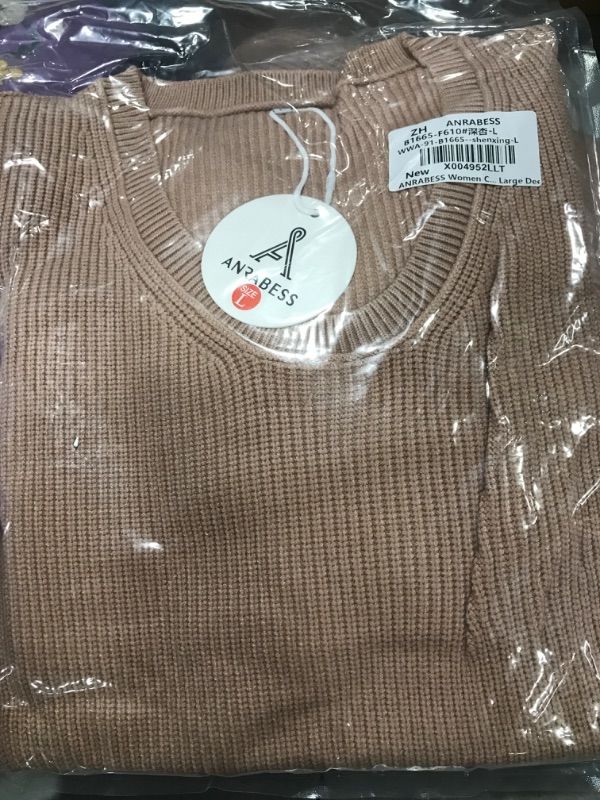 ZH ANRABESS
B1665-F610#深杏-L
WWA-91-B1665--shenxing-L
X004952LLT
New
ANRABESS Women C... Large Dee
A
ANRABESS
SIZE
L